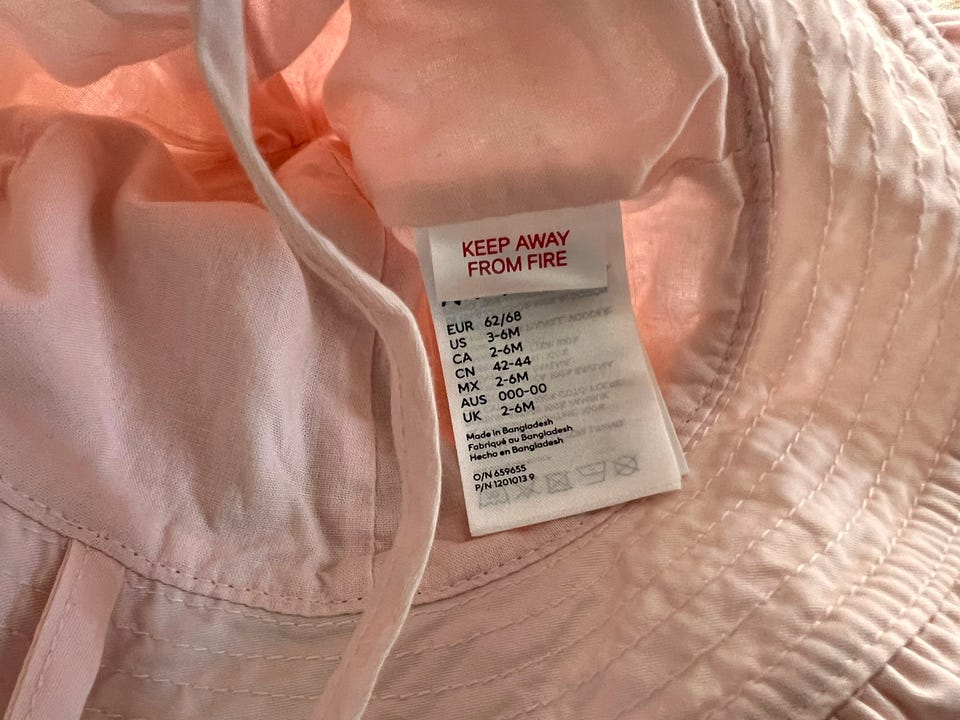 KEEP AWAY
FROM FIRE
EUR 62/68
US 3-6M
CA 2-6M
CN 42-44
MX 2-6M
AUS 000-00
UK 2-6M
Made in Bangladesh
Fabriqué au Bangladesh
Hecho en Bangladesh
O/N 659655
P/N 1201013 9